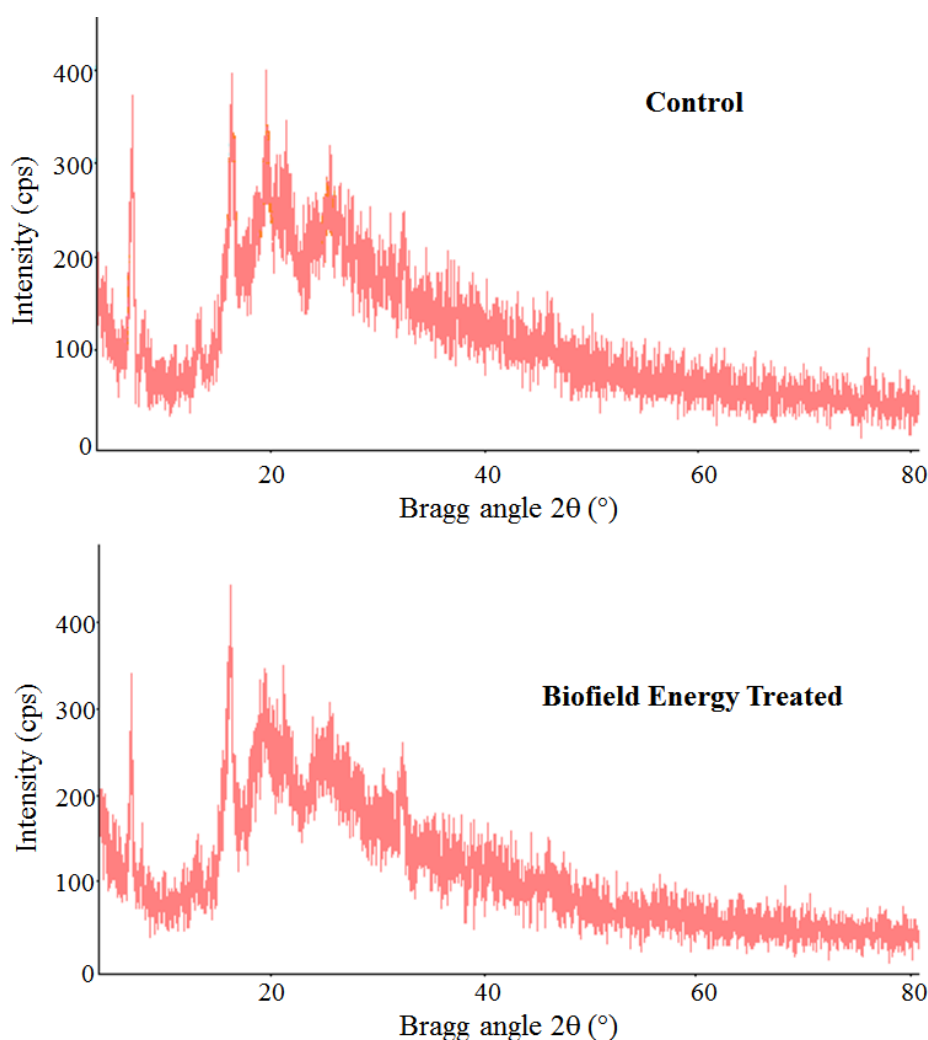 Control
Intensity (cps)
400
300
200
100
0
20 40 60 80
Bragg angle 2θ (°)
Biofield Energy Treated
Intensity (cps)
400
300
200
100
0
20 40 60 80
Bragg angle 2θ (°)